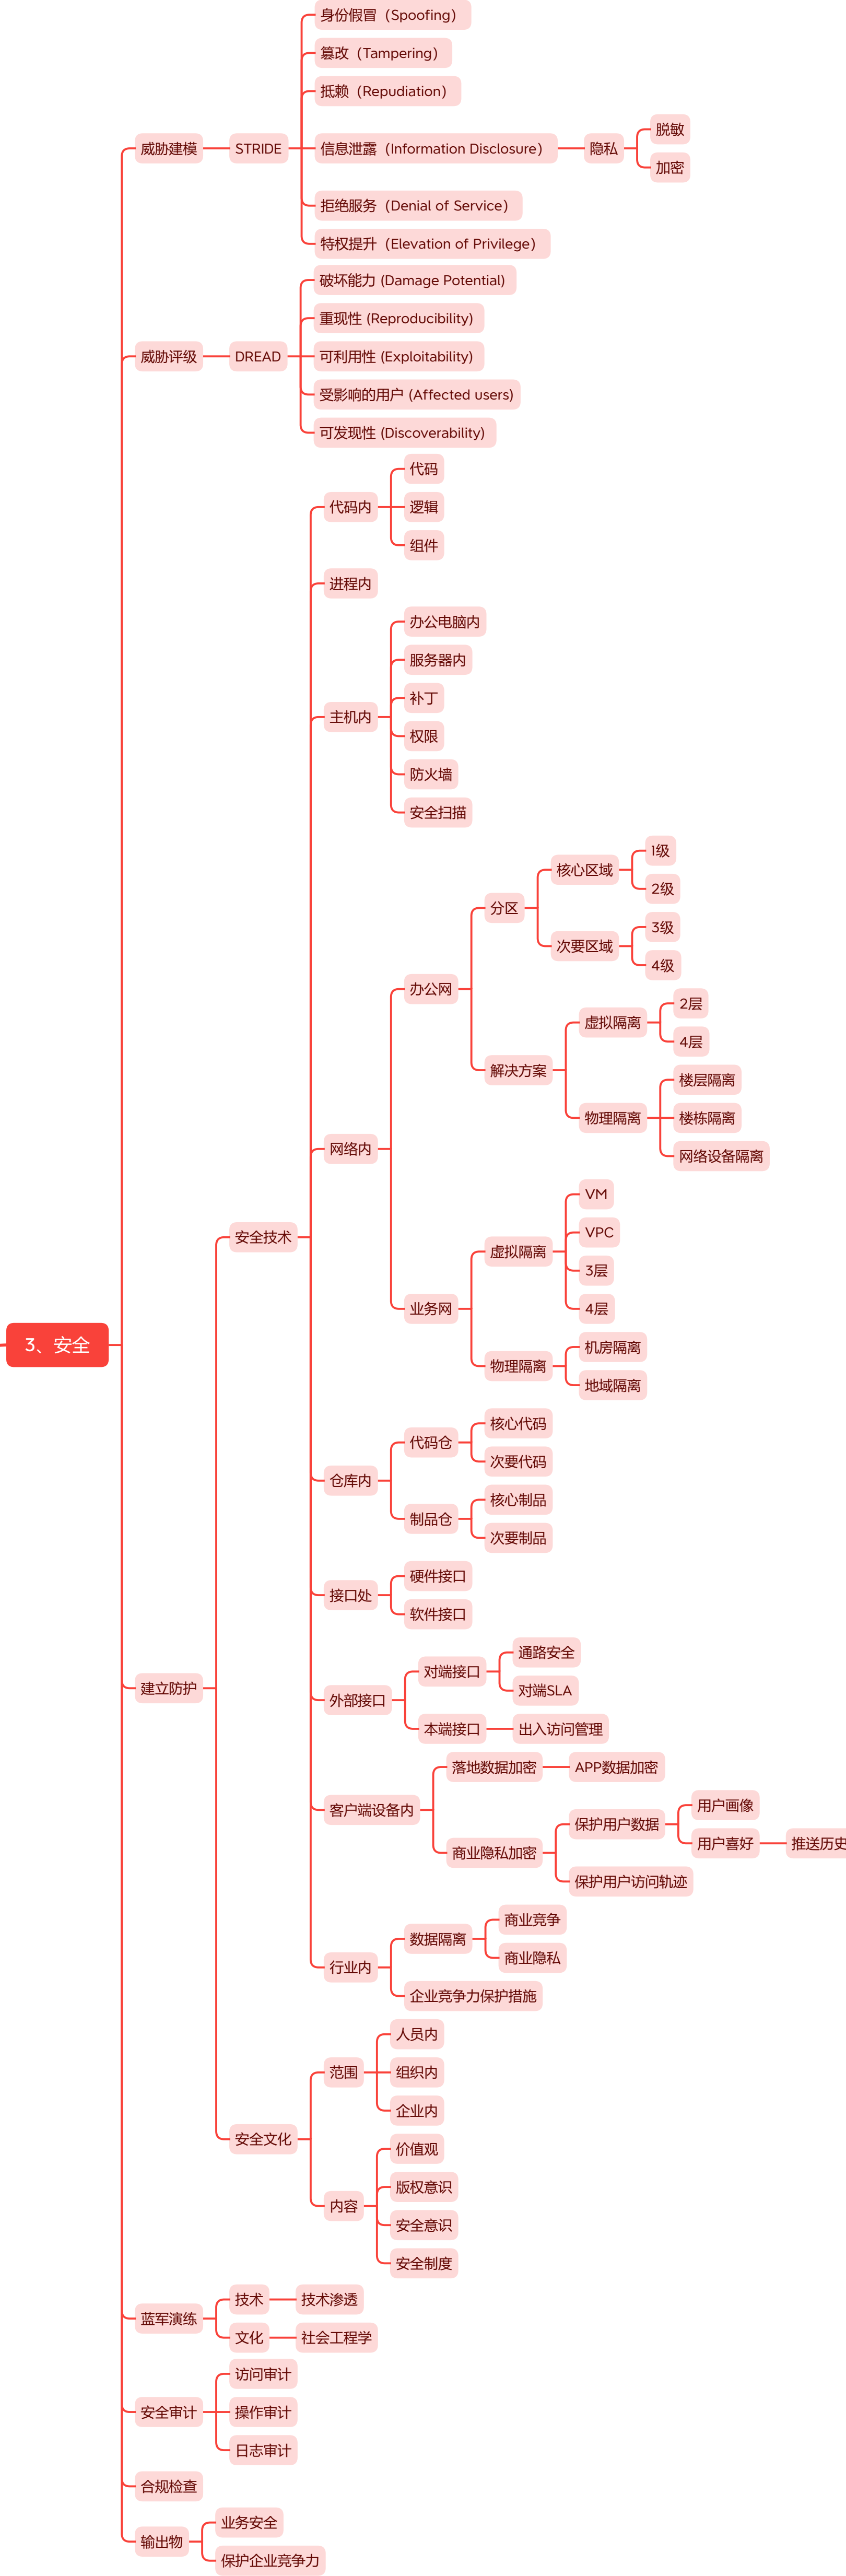 3、安全
威胁建模
STRIDE
身份假冒（Spoofing）
篡改（Tampering）
抵赖（Repudiation）
信息泄露（Information Disclosure）
隐私
脱敏
加密
拒绝服务（Denial of Service）
特权提升（Elevation of Privilege）
威胁评级
DREAD
破坏能力 (Damage Potential)
重现性 (Reproducibility)
可利用性 (Exploitability)
受影响的用户 (Affected users)
可发现性 (Discoverability)
建立防护
安全技术
代码内
代码
逻辑
组件
进程内
主机内
办公电脑内
服务器内
补丁
权限
防火墙
安全扫描
网络内
办公网
分区
核心区域
1级
2级
次要区域
3级
4级
解决方案
虚拟隔离
2层
4层
物理隔离
楼层隔离
楼栋隔离
网络设备隔离
业务网
虚拟隔离
VM
VPC
3层
4层
物理隔离
机房隔离
地域隔离
仓库内
代码仓
核心代码
次要代码
制品仓
核心制品
次要制品
接口处
硬件接口
软件接口
外部接口
对端接口
通路安全
对端SLA
本端接口
出入访问管理
客户端设备内
落地数据加密
APP数据加密
商业隐私加密
保护用户数据
用户画像
用户喜好
推送历史
保护用户访问轨迹
行业内
数据隔离
商业竞争
商业隐私
企业竞争力保护措施
安全文化
范围
人员内
组织内
企业内
内容
价值观
版权意识
安全意识
安全制度
蓝军演练
技术
技术渗透
文化
社会工程学
安全审计
访问审计
操作审计
日志审计
合规检查
输出物
业务安全
保护企业竞争力